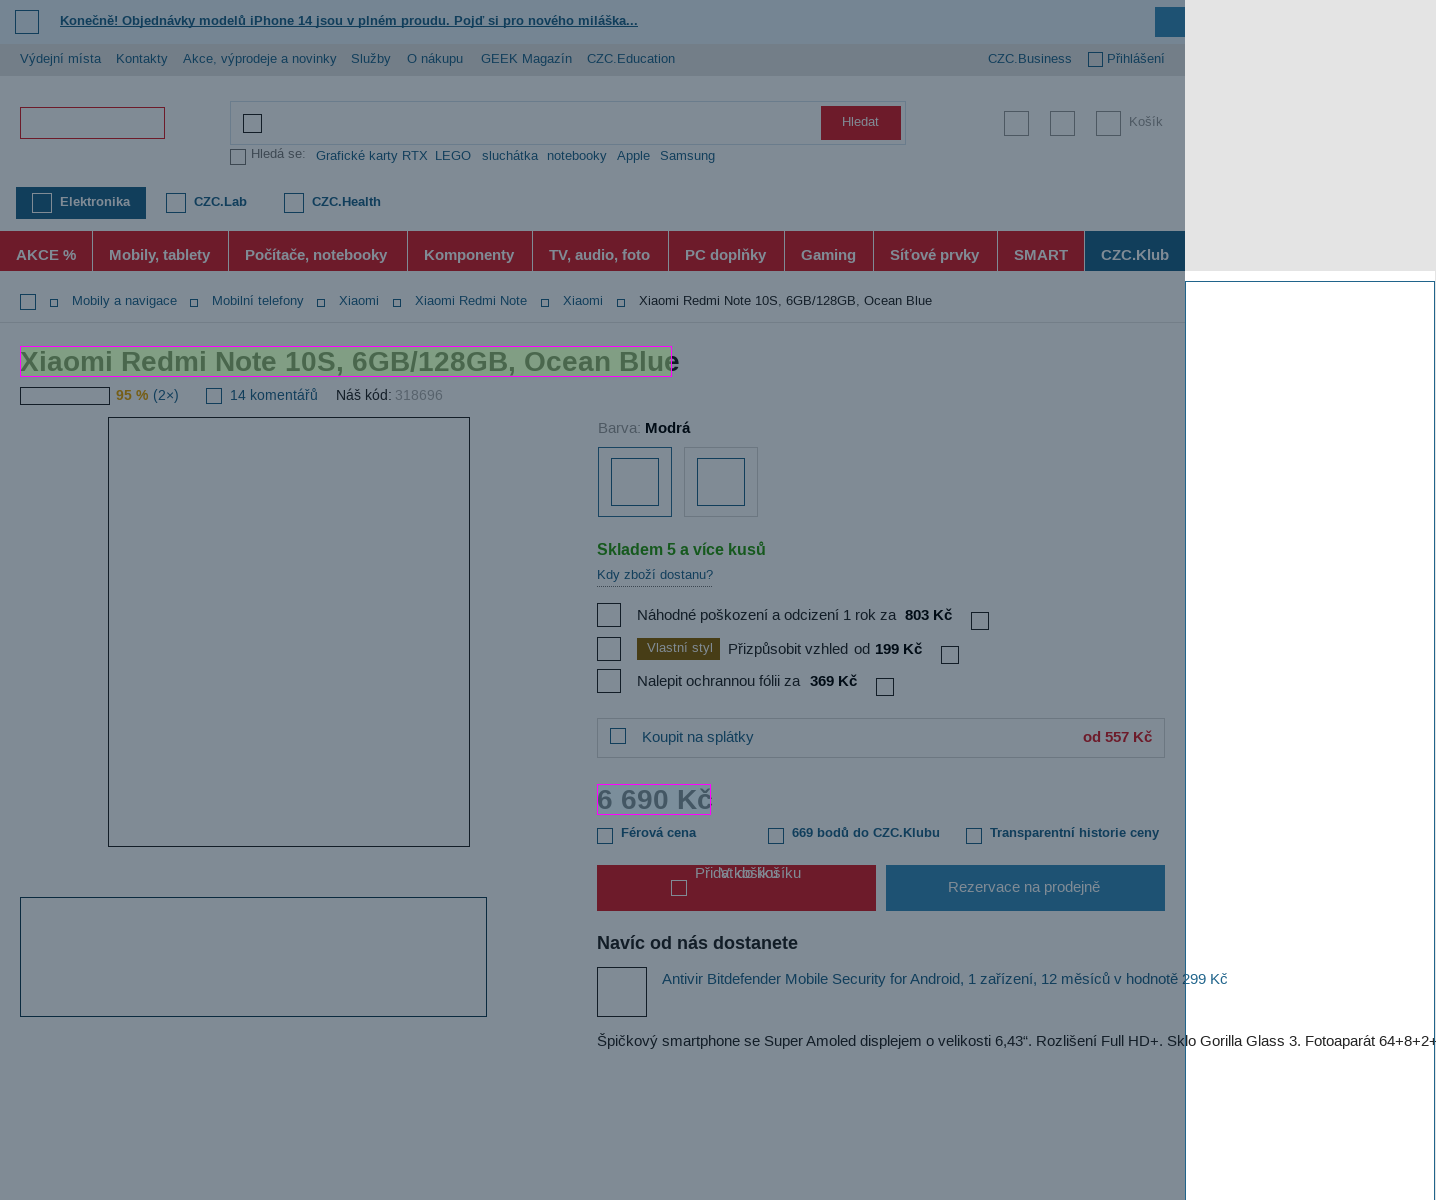 Konečně! Objednávky modelů iPhone 14 jsou v plném proudu. Pojď si pro nového miláška...
Výdejní místa Kontakty Akce, výprodeje a novinky Služby O nákupu GEEK Magazín CZC.Education CZC.Business Přihlášení
Hledat
Košík
Hledá se: Grafické karty RTX LEGO sluchátka notebooky Apple Samsung
Elektronika CZC.Lab CZC.Health
AKCE % Mobily, tablety Počítače, notebooky Komponenty TV, audio, foto PC doplňky Gaming Síťové prvky SMART CZC.Klub
Mobily a navigace Mobilní telefony Xiaomi Xiaomi Redmi Note Xiaomi Xiaomi Redmi Note 10S, 6GB/128GB, Ocean Blue
Xiaomi Redmi Note 10S, 6GB/128GB, Ocean Blue
95 % (2×) 14 komentářů Náš kód: 318696
Barva: Modrá
Skladem 5 a více kusů
Kdy zboží dostanu?
Náhodné poškození a odcizení 1 rok za 803 Kč
Vlastní styl Přizpůsobit vzhled od 199 Kč
Nalepit ochrannou fólii za 369 Kč
Koupit na splátky od 557 Kč
6 690 Kč
Férová cena 669 bodů do CZC.Klubu Transparentní historie ceny
Přidat do košíku
V košíku
Rezervace na prodejně
Navíc od nás dostanete
Antivir Bitdefender Mobile Security for Android, 1 zařízení, 12 měsíců v hodnotě 299 Kč
Špičkový smartphone se Super Amoled displejem o velikosti 6,43“. Rozlišení Full HD+. Sklo Gorilla Glass 3. Fotoaparát 64+8+2+